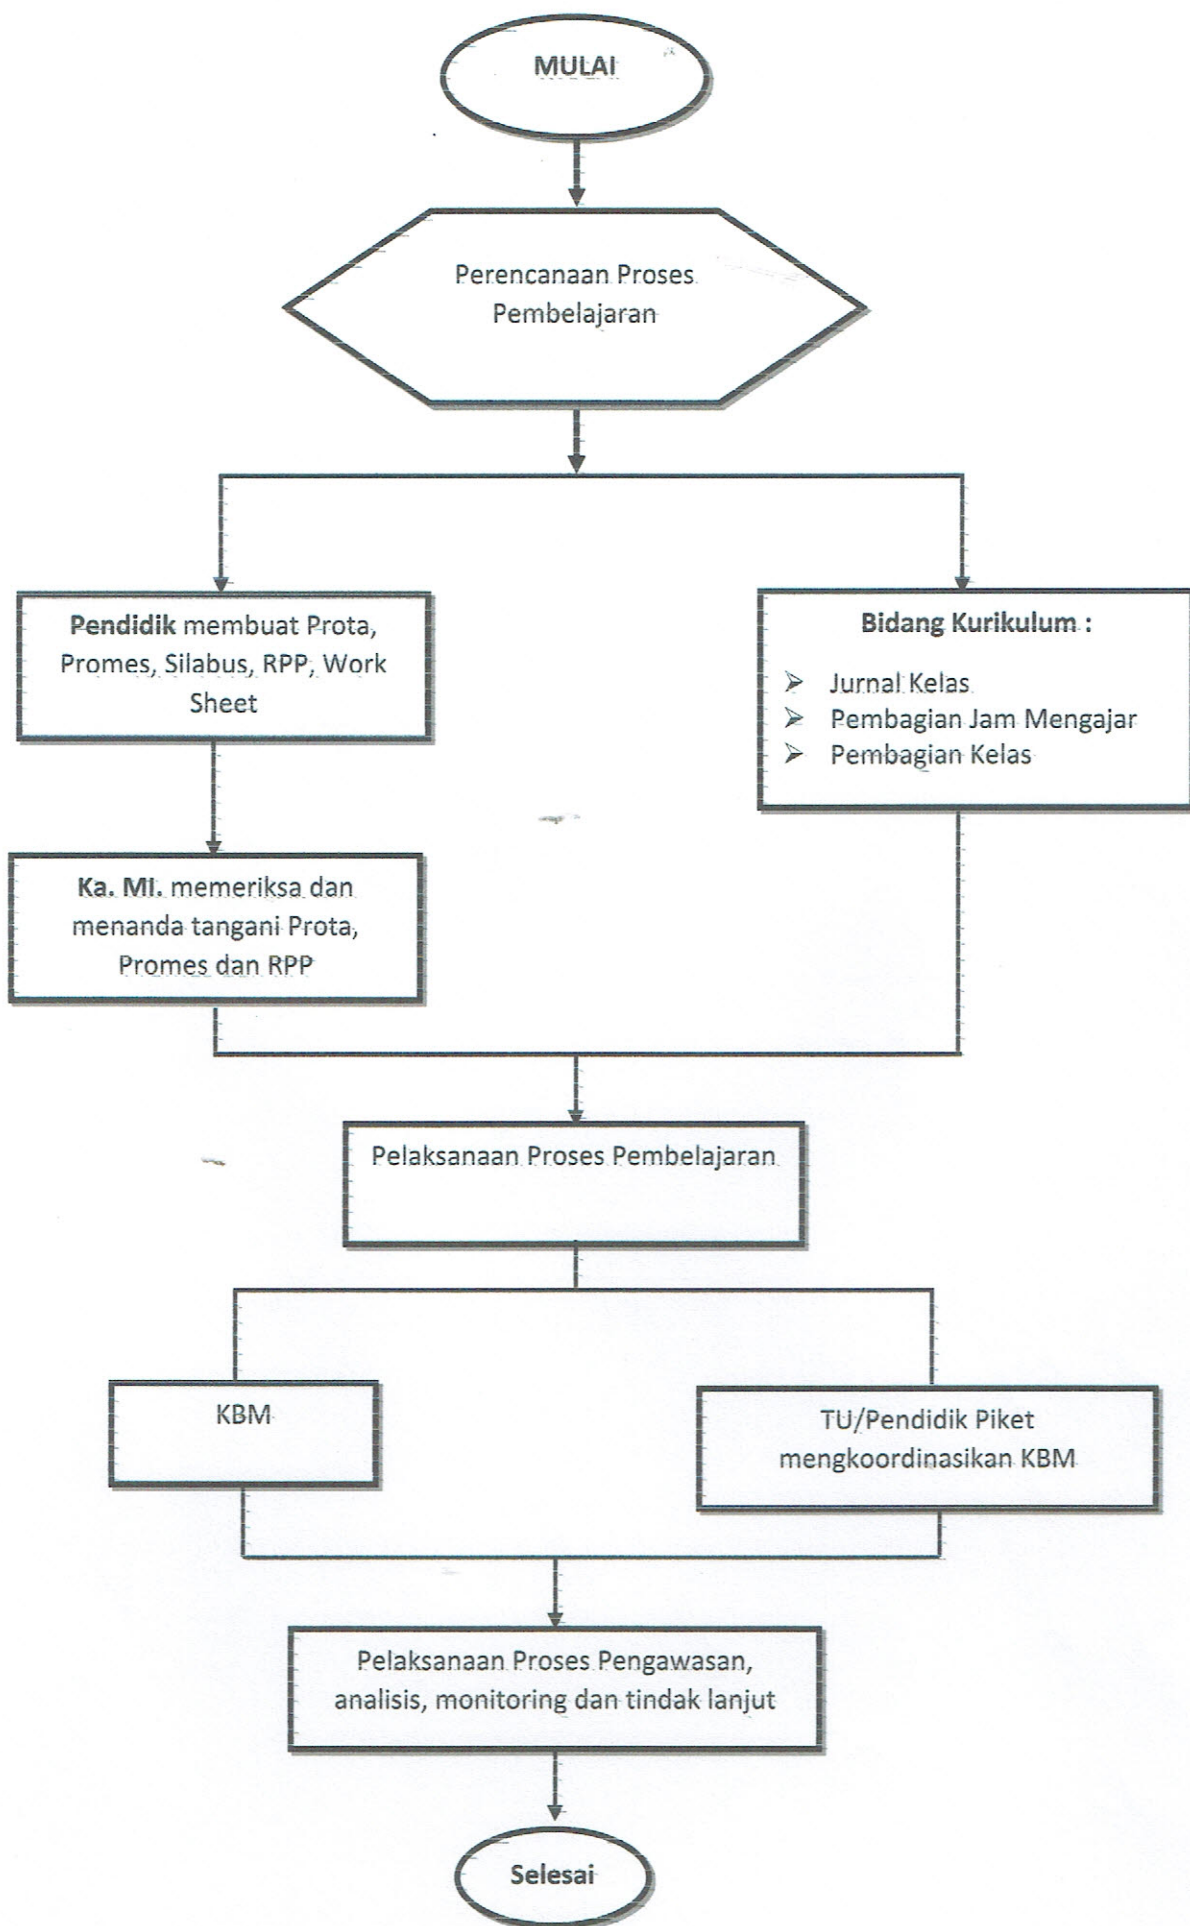 MULAI
Perencanaan Proses
Pembelajaran
Pendidik membuat Prota,
Promes, Silabus, RPP, Work
Sheet
Bidang Kurikulum :
➢ Jurnal Kelas
➢ Pembagian Jam Mengajar
➢ Pembagian Kelas
Ka. MI. memeriksa dan
menanda tangani Prota,
Promes dan RPP
Pelaksanaan Proses Pembelajaran
KBM
TU/Pendidik Piket
mengkoordinasikan KBM
Pelaksanaan Proses Pengawasan,
analisis, monitoring dan tindak lanjut
Selesai